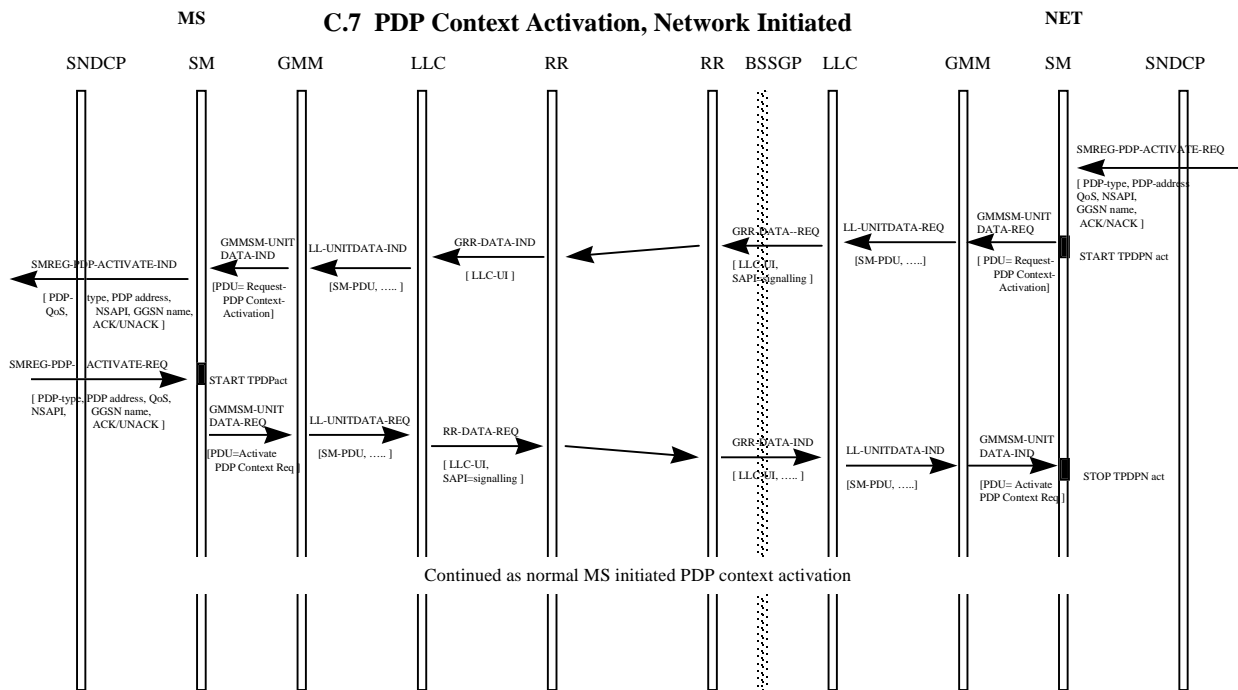 MS
C.7 PDP Context Activation, Network Initiated
NET
SNDCP SM GMM LLC RR RR BSSGP LLC GMM SM SNDCP
SMREG-PDP-ACTIVATE-REQ
[ PDP-type, PDP-address
QoS, NSAPI,
GGSN name,
ACK/NACK ]
GMMSM-UNIT
DATA-REQ
[ PDU= Request-
PDP Context-
Activation]
START TPDPN act
LL-UNITDATA-REQ
[SM-PDU, ….. ]
GRR-DATA--REQ
[ LLC-UI,
SAPI=signalling ]
GRR-DATA-IND
[ LLC-UI ]
LL-UNITDATA-IND
[SM-PDU, ….. ]
GMMSM-UNIT
DATA-IND
[PDU= Request-
PDP Context-
Activation]
SMREG-PDP-ACTIVATE-IND
[ PDP- type, PDP address,
QoS, NSAPI, GGSN name,
ACK/UNACK ]
SMREG-PDP- ACTIVATE-REQ
[ PDP-type, PDP address, QoS,
NSAPI, GGSN name,
ACK/UNACK ]
START TPDPact
GMMSM-UNIT
DATA-REQ
[PDU=Activate
PDP Context Req ]
LL-UNITDATA-REQ
[SM-PDU, ….. ]
RR-DATA-REQ
[ LLC-UI,
SAPI=signalling ]
GRR-DATA-IND
[ LLC-UI, ….. ]
LL-UNITDATA-IND
[SM-PDU, …..]
GMMSM-UNIT
DATA-IND
[PDU= Activate
PDP Context Req ]
STOP TPDPN act
Continued as normal MS initiated PDP context activation